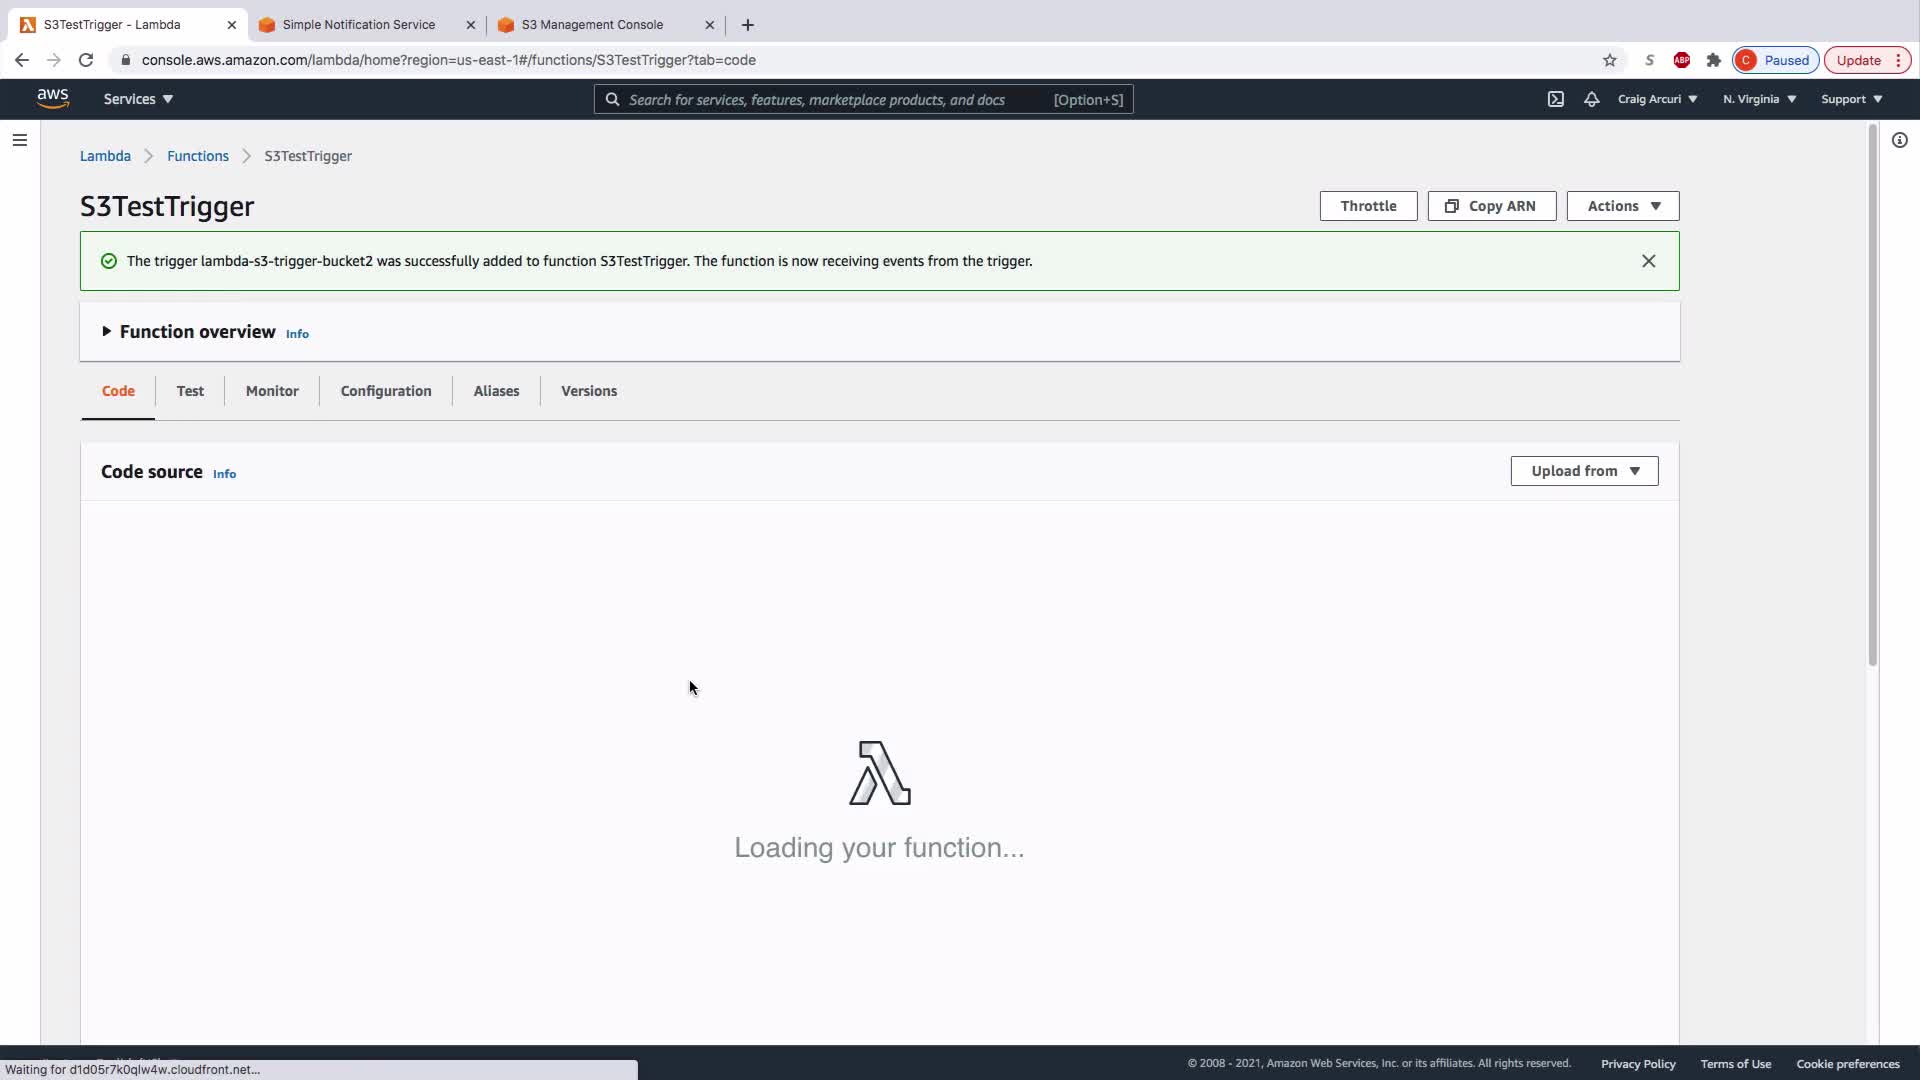 S3TestTrigger - Lambda
Simple Notification Service
S3 Management Console
console.aws.amazon.com/lambda/home?region=us-east-1#/functions/S3TestTrigger?tab=code
S
ABP
C Paused
Update
aws
Services
Search for services, features, marketplace products, and docs [Option+S]
Craig Arcuri
N. Virginia
Support
Lambda
Functions
S3TestTrigger
S3TestTrigger
Throttle
Copy ARN
Actions
The trigger lambda-s3-trigger-bucket2 was successfully added to function S3TestTrigger. The function is now receiving events from the trigger.
Function overview Info
Code
Test
Monitor
Configuration
Aliases
Versions
Code source Info
Upload from
Loading your function...
Waiting for d1d05r7k0qlw4w.cloudfront.net...
© 2008 - 2021, Amazon Web Services, Inc. or its affiliates. All rights reserved.
Privacy Policy
Terms of Use
Cookie preferences